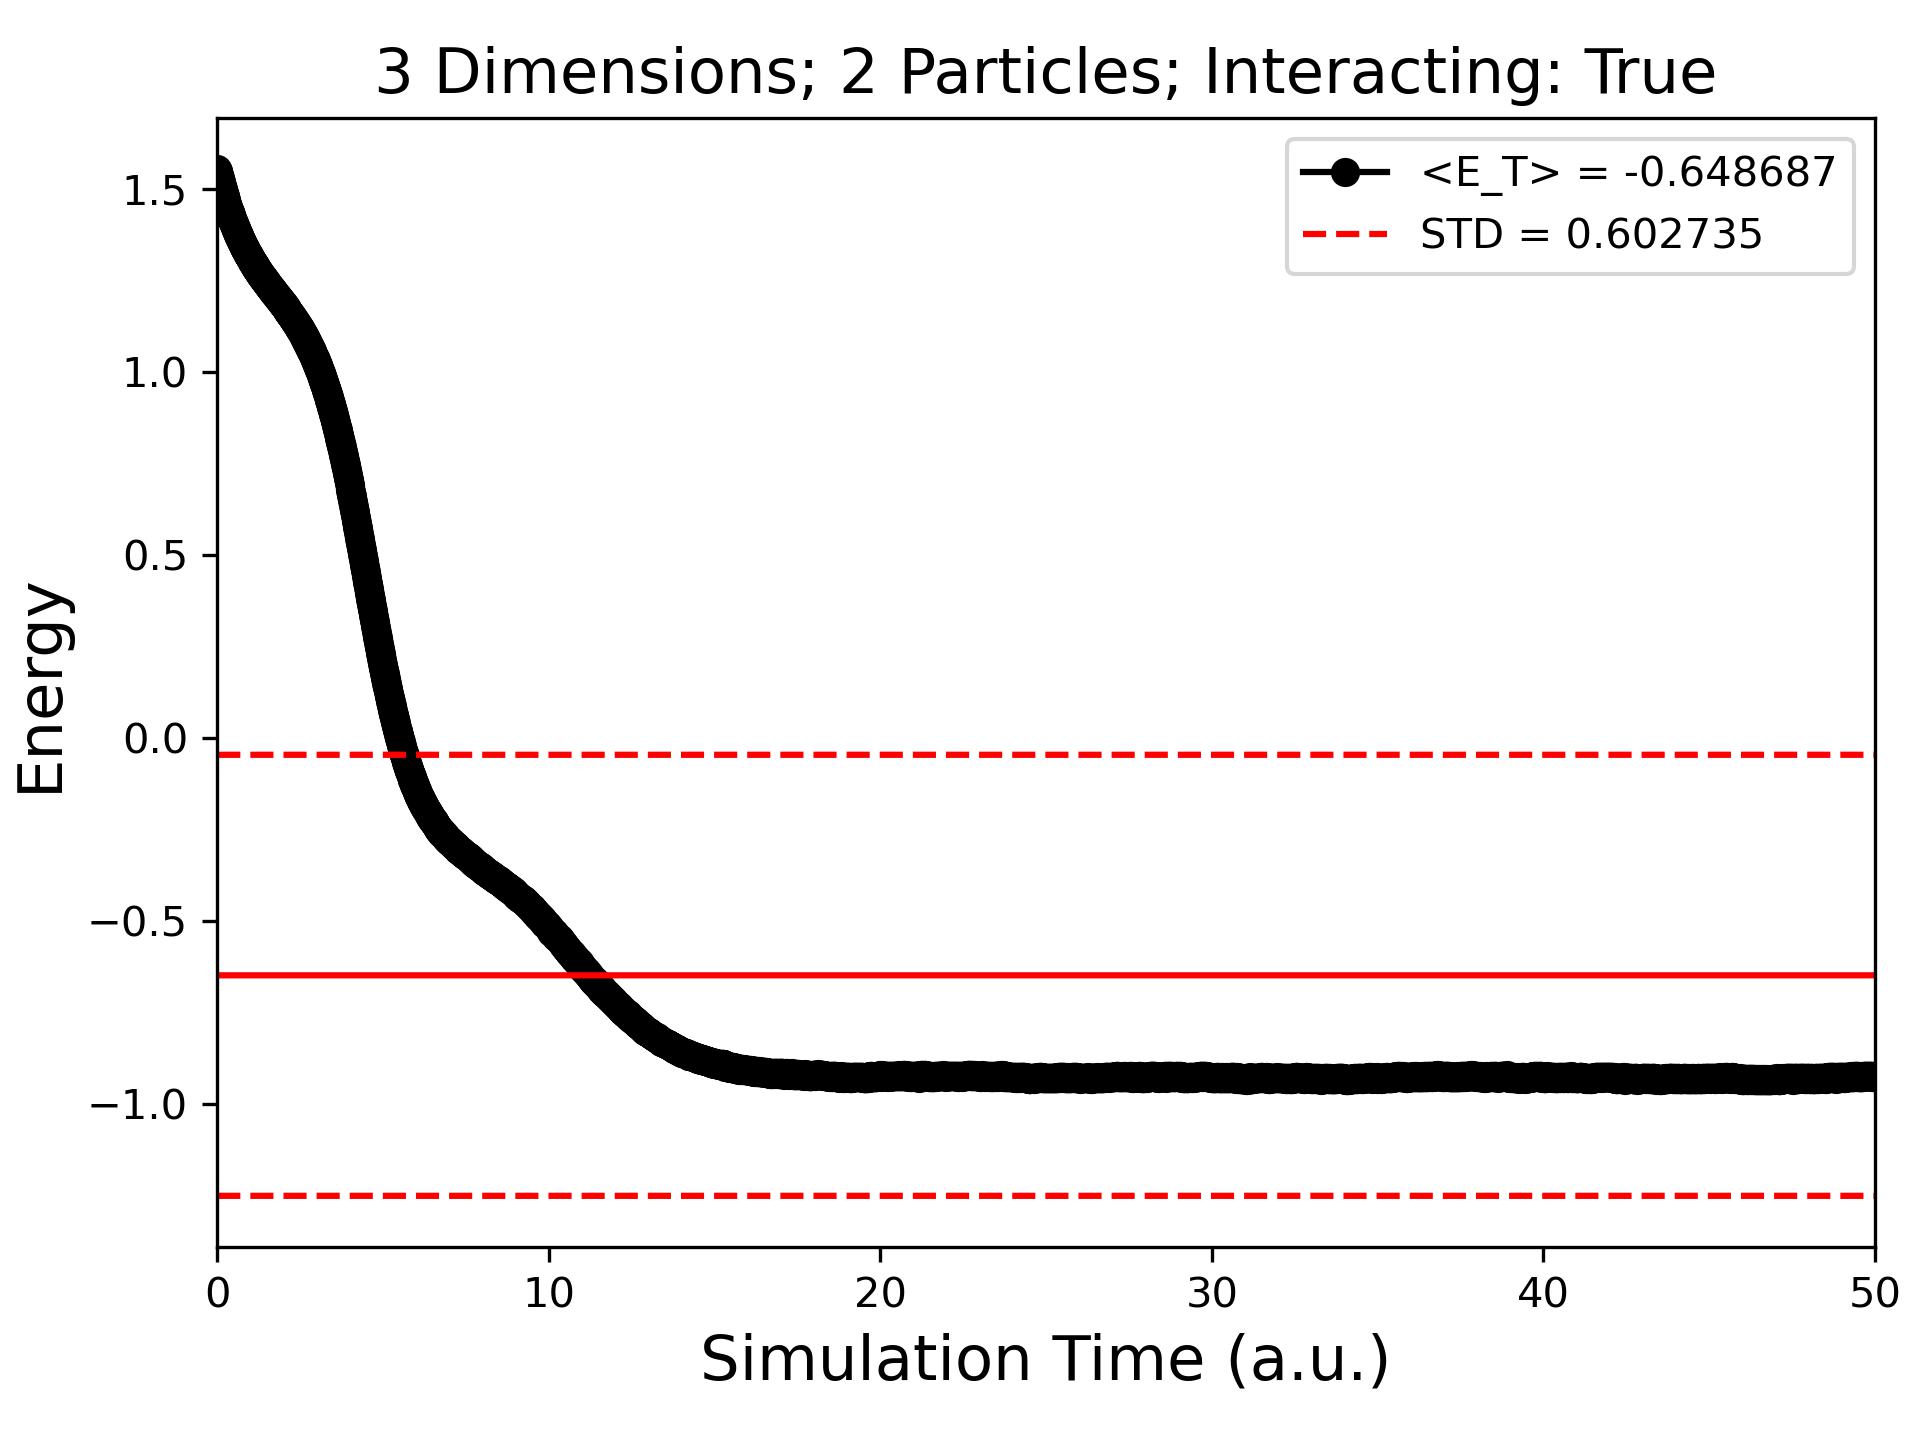 3 Dimensions; 2 Particles; Interacting: True
<E_T> = -0.648687
STD = 0.602735
Energy
1.5
1.0
0.5
0.0
−0.5
−1.0
0 10 20 30 40 50
Simulation Time (a.u.)